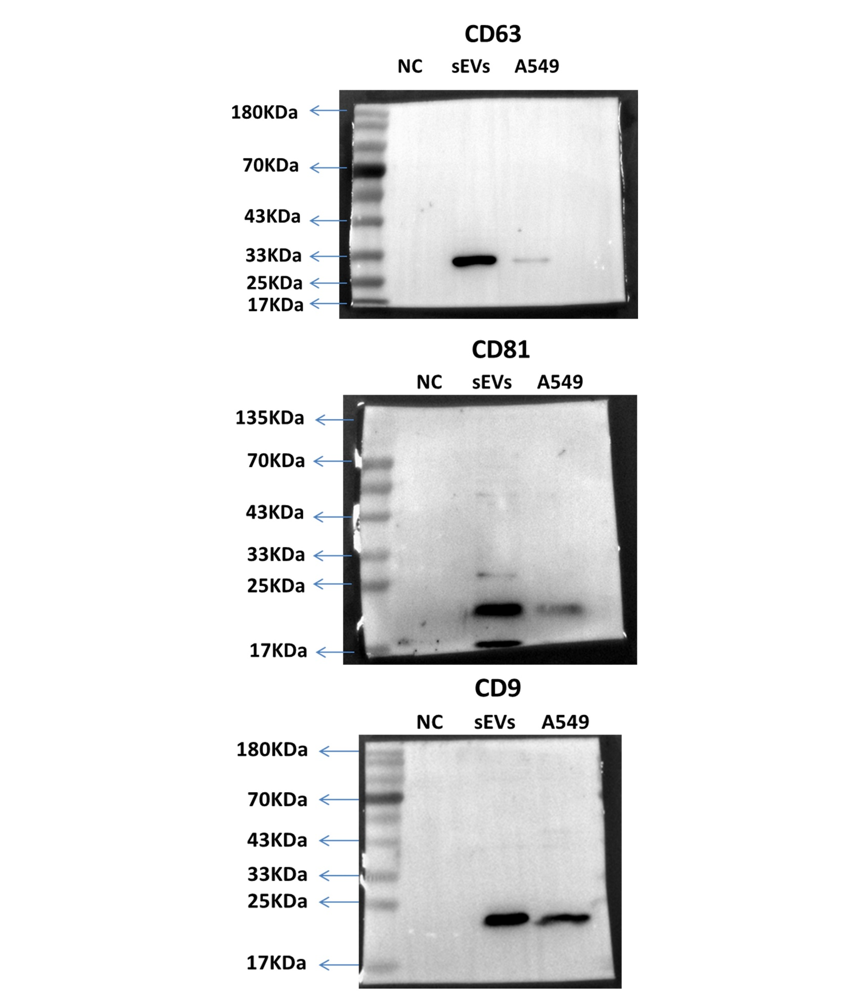 CD63
NC sEVs A549
180KDa
70KDa
43KDa
33KDa
25KDa
17KDa
CD81
NC sEVs A549
135KDa
70KDa
43KDa
33KDa
25KDa
17KDa
CD9
NC sEVs A549
180KDa
70KDa
43KDa
33KDa
25KDa
17KDa